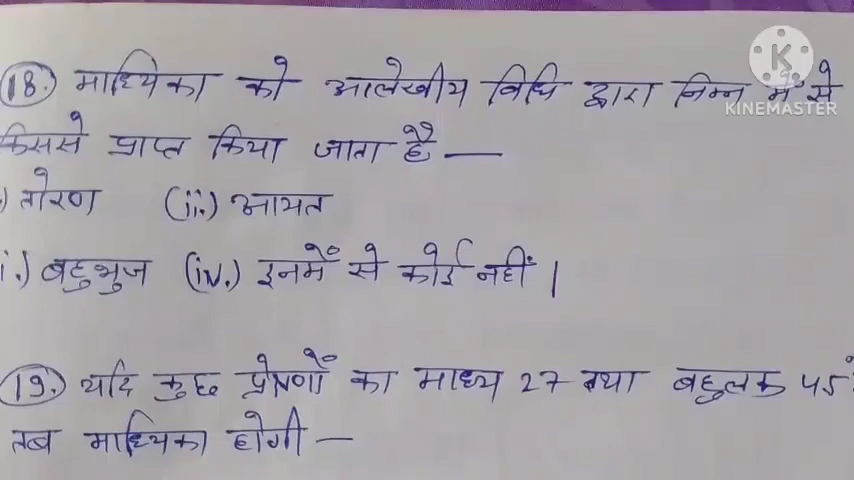 18. माध्यिका को आलेखीय विधि द्वारा निम्न में से
किससे प्राप्त किया जाता है —
) तोरण (ii.) आयत
i.) बहुभुज (iv.) इनमें से कोई नहीं।
19. यदि कुछ प्रेक्षणों का माध्य 27 तथा बहुलक 45
तब माध्यिका होगी —
K
KINEMASTER